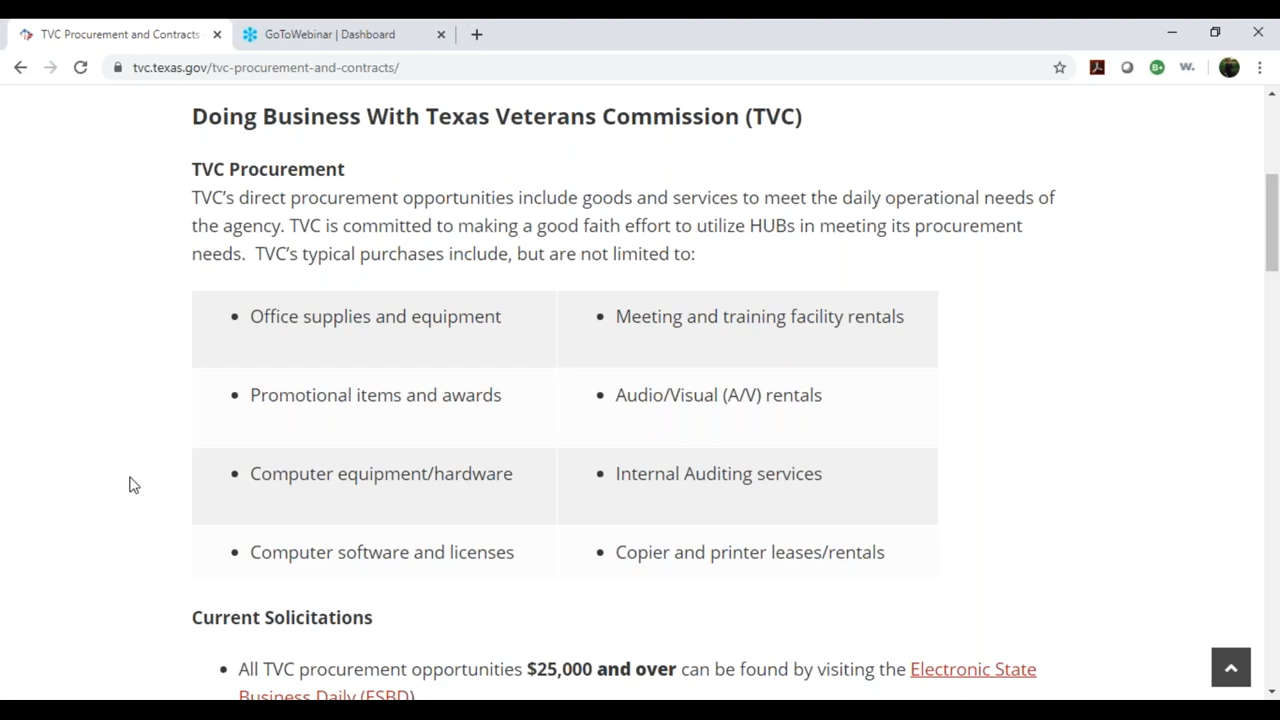 TVC Procurement and Contracts
GoToWebinar | Dashboard
tvc.texas.gov/tvc-procurement-and-contracts/
B+
W.
Doing Business With Texas Veterans Commission (TVC)
TVC Procurement
TVC's direct procurement opportunities include goods and services to meet the daily operational needs of
the agency. TVC is committed to making a good faith effort to utilize HUBs in meeting its procurement
needs. TVC's typical purchases include, but are not limited to:
• Office supplies and equipment
• Meeting and training facility rentals
• Promotional items and awards
• Audio/Visual (A/V) rentals
• Computer equipment/hardware
• Internal Auditing services
• Computer software and licenses
• Copier and printer leases/rentals
Current Solicitations
• All TVC procurement opportunities $25,000 and over can be found by visiting the Electronic State
Business Daily (ESBD)